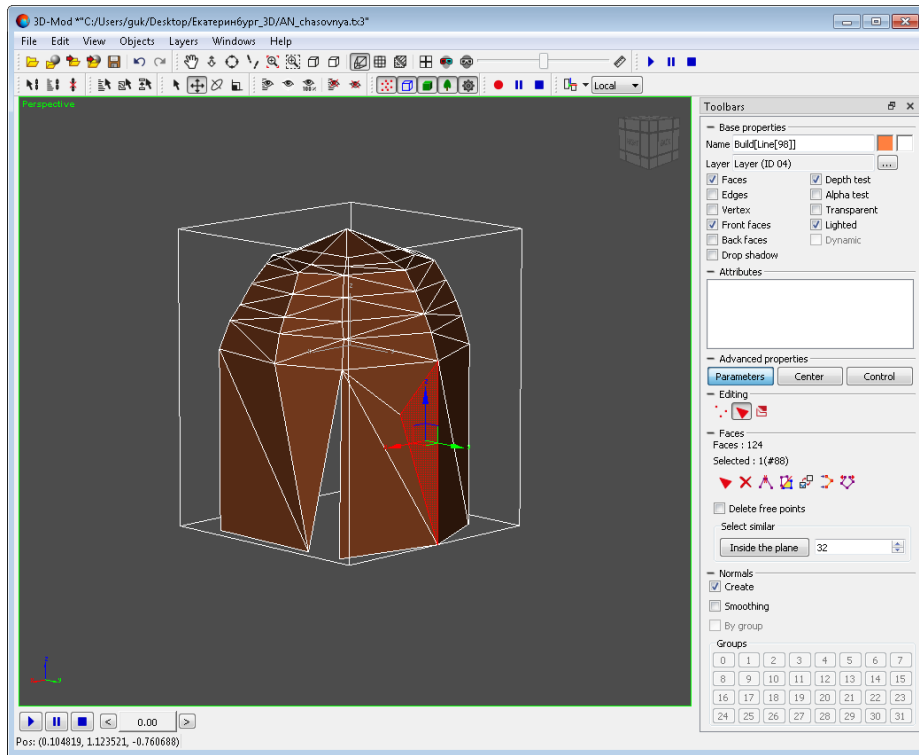 3D-Mod *"C:/Users/guk/Desktop/Екатеринбург_3D/AN_chasovnya.tx3"
File Edit View Objects Layers Windows Help
Local
Perspective
Toolbars
Base properties
Name Build[Line[98]]
Layer Layer (ID 04) ...
Faces Depth test
Edges Alpha test
Vertex Transparent
Front faces Lighted
Back faces Dynamic
Drop shadow
Attributes
Advanced properties
Parameters Center Control
Editing
Faces
Faces : 124
Selected : 1(#88)
Delete free points
Select similar
Inside the plane 32
Normals
Create
Smoothing
By group
Groups
0 1 2 3 4 5 6 7
8 9 10 11 12 13 14 15
16 17 18 19 20 21 22 23
24 25 26 27 28 29 30 31
< 0.00 >
Pos: (0.104819, 1.123521, -0.760688)